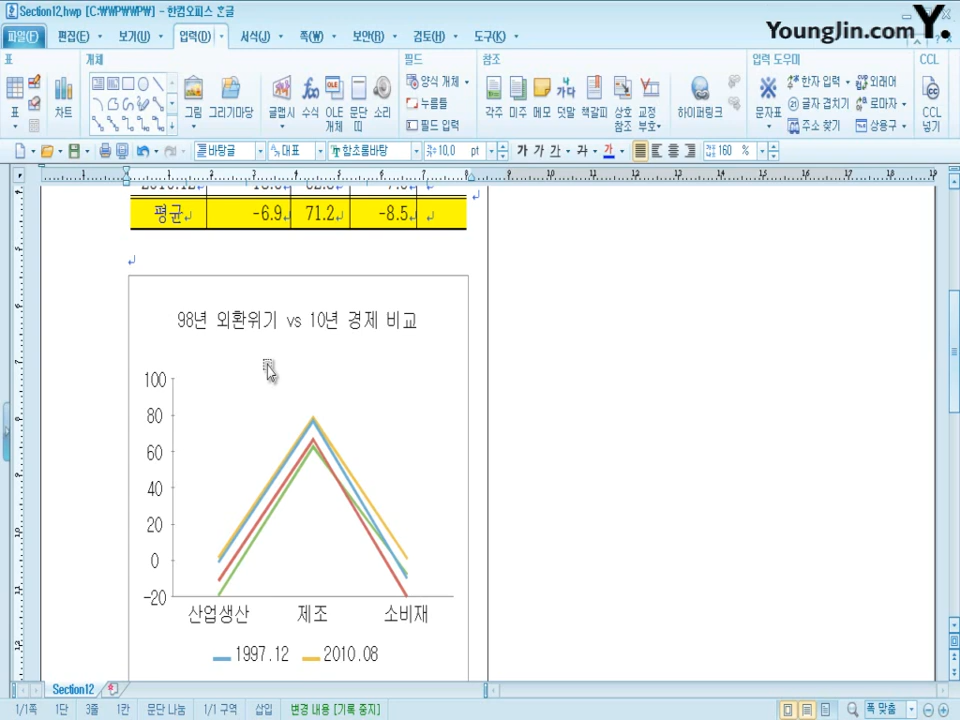 Section12.hwp [C:\WWPWWPW] - 한컴오피스 한글
YoungJin.com Y.
파일(F) 편집(E) 보기(U) 입력(D) 서식(J) 쪽(W) 보안(B) 검토(H) 도구(K)
표 개체 필드 참조 입력 도우미 CCL
양식 개체 한자 입력 외래어
누름틀 글자 겹치기 로마자
필드 입력 주소 찾기 상용구
표 차트 그림 그리기마당 글맵시 수식 OLE 개체 문단 띠 소리 각주 미주 메모 덧말 책갈피 상호 참조 교정 부호 하이퍼링크 문자표 CCL 넣기
바탕글 대표 함초롬바탕 10.0 pt 가 가 가 가 가 160 %
평균 -6.9 71.2 -8.5
98년 외환위기 vs 10년 경제 비교
100
80
60
40
20
0
-20
산업생산 제조 소비재
1997.12 2010.08
Section12
1/1쪽 1단 3줄 1칸 문단 나눔 1/1 구역 삽입 변경 내용 [기록 중지] 폭 맞춤